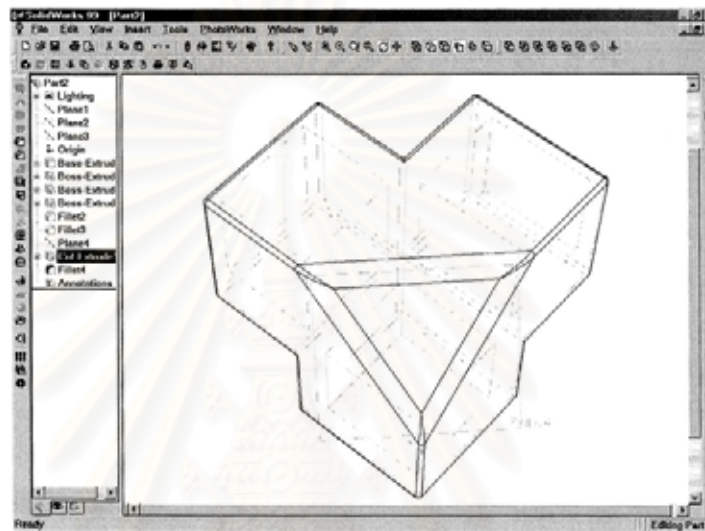 SolidWorks 99 - [Part2]
File Edit View Insert Tools PhotoWorks Window Help
Part2
Lighting
Plane1
Plane2
Plane3
Origin
Base-Extrud
Boss-Extrud
Boss-Extrud
Boss-Extrud
Fillet2
Fillet3
Plane4
Cut-Extrude
Fillet4
Annotations
Ready
Editing Part